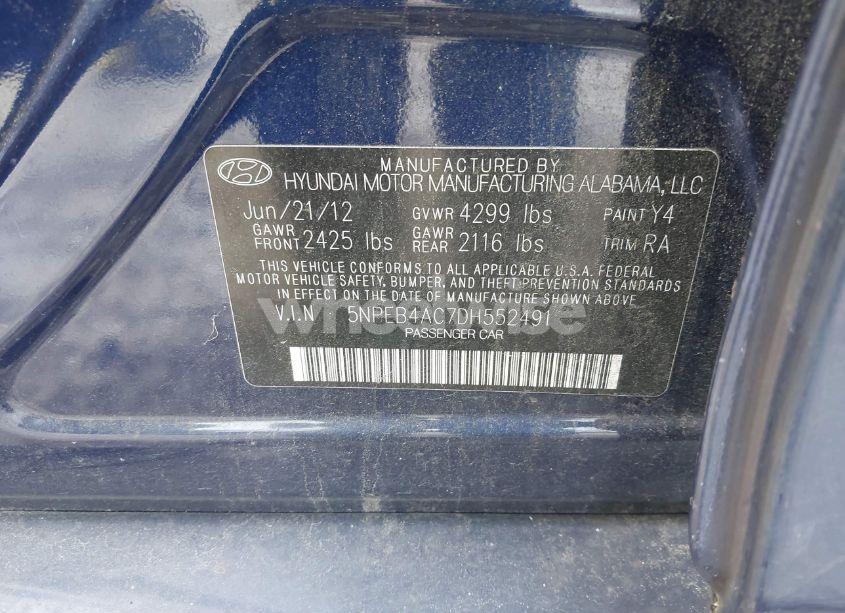 MANUFACTURED BY
HYUNDAI MOTOR MANUFACTURING ALABAMA, LLC
Jun/21/12 GVWR 4299 lbs PAINT Y4
GAWR FRONT 2425 lbs GAWR REAR 2116 lbs TRIM RA
THIS VEHICLE CONFORMS TO ALL APPLICABLE U.S.A. FEDERAL
MOTOR VEHICLE SAFETY, BUMPER, AND THEFT PREVENTION STANDARDS
IN EFFECT ON THE DATE OF MANUFACTURE SHOWN ABOVE.
V.I.N 5NPEB4AC7DH552491
PASSENGER CAR